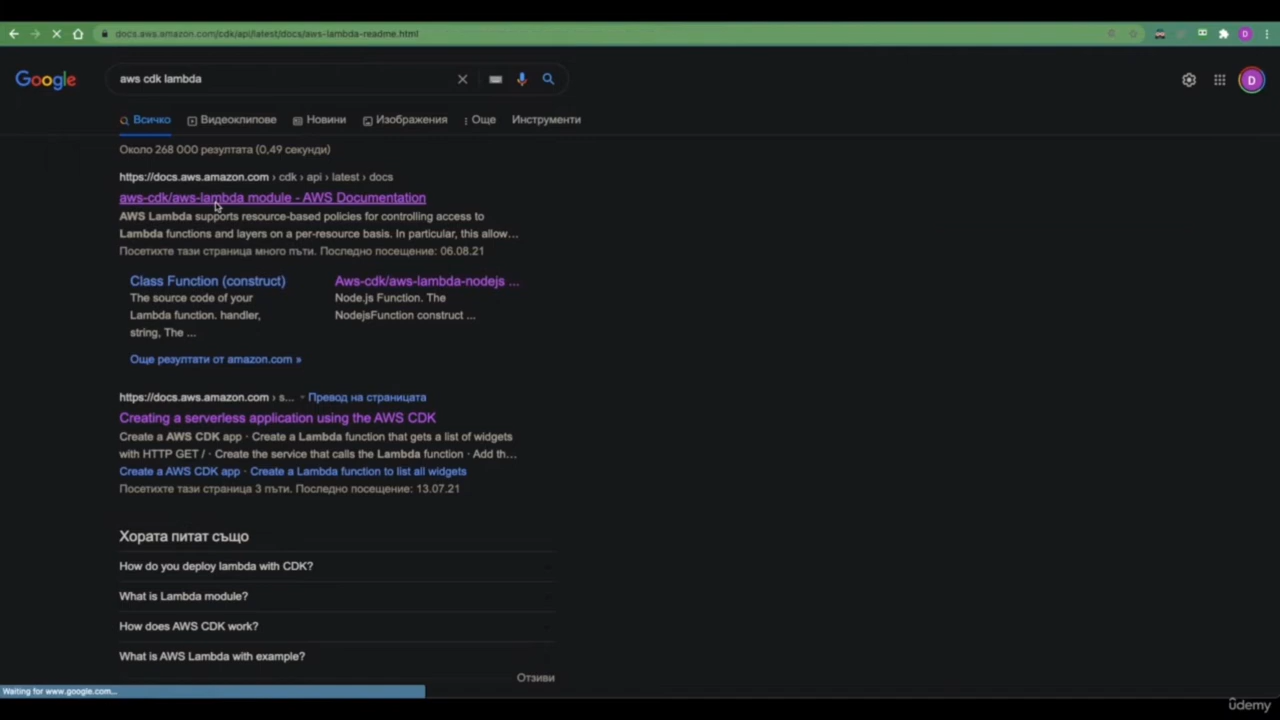 docs.aws.amazon.com/cdk/api/latest/docs/aws-lambda-readme.html
Google
aws cdk lambda
D
Всичко Видеоклипове Новини Изображения Още Инструменти
Около 268 000 резултата (0,49 секунди)
https://docs.aws.amazon.com › cdk › api › latest › docs
aws-cdk/aws-lambda module - AWS Documentation
AWS Lambda supports resource-based policies for controlling access to
Lambda functions and layers on a per-resource basis. In particular, this allow...
Посетихте тази страница много пъти. Последно посещение: 06.08.21
Class Function (construct) Aws-cdk/aws-lambda-nodejs ...
The source code of your Node.js Function. The
Lambda function. handler, NodejsFunction construct ...
string, The ...
Още резултати от amazon.com »
https://docs.aws.amazon.com › s... Превод на страницата
Creating a serverless application using the AWS CDK
Create a AWS CDK app · Create a Lambda function that gets a list of widgets
with HTTP GET / · Create the service that calls the Lambda function · Add th...
Create a AWS CDK app · Create a Lambda function to list all widgets
Посетихте тази страница 3 пъти. Последно посещение: 13.07.21
Хората питат също
How do you deploy lambda with CDK?
What is Lambda module?
How does AWS CDK work?
What is AWS Lambda with example?
Отзиви
Waiting for www.google.com...
ûdemy